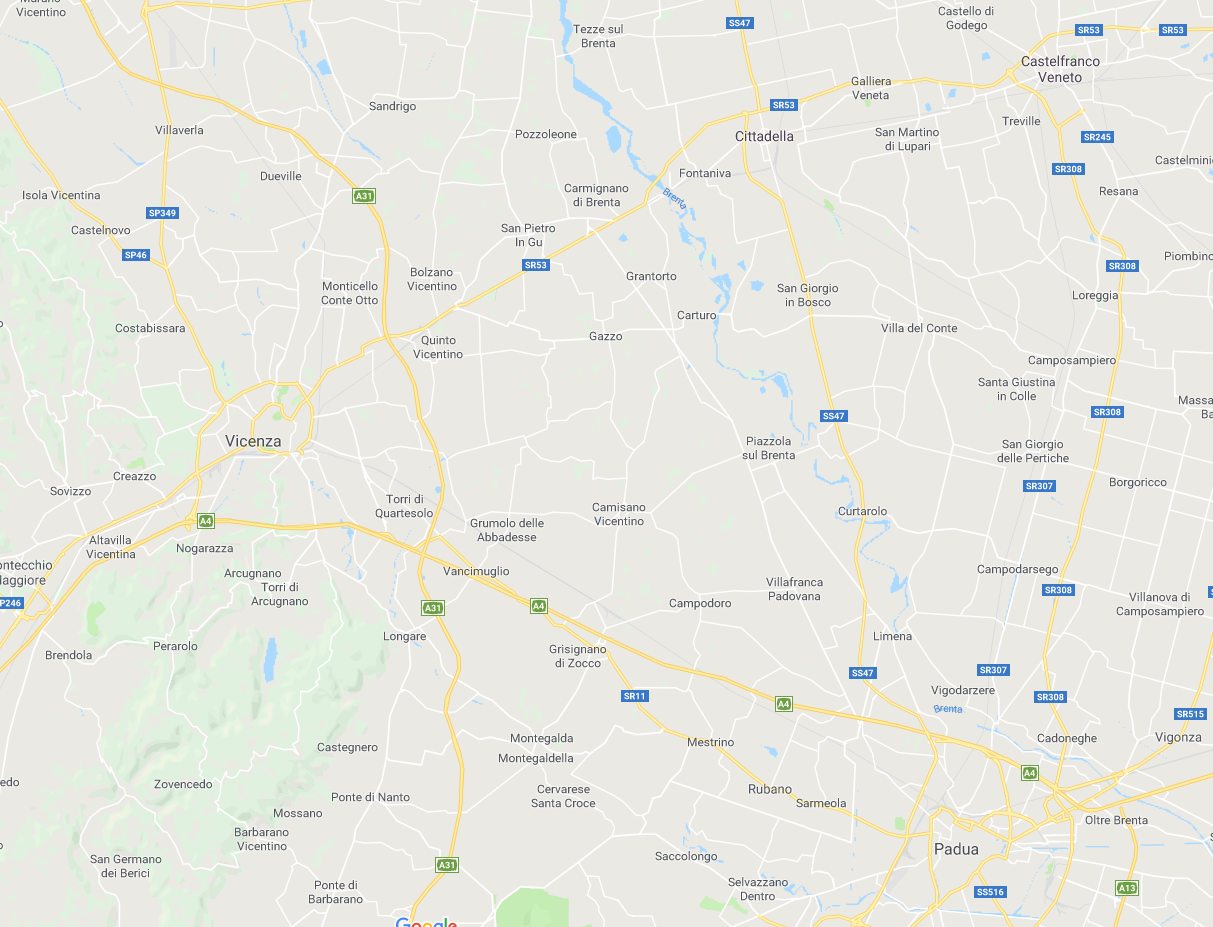 Marano
Vicentino
Tezze sul
Brenta
SS47
Castello di
Godego
SR53
SR53
Castelfranco
Veneto
Galliera
Veneta
Sandrigo
SR53
Treville
Villaverla
Pozzoleone
Cittadella
San Martino
di Lupari
SR245
Castelmini
SR308
Dueville
Fontaniva
Isola Vicentina
A31
Carmignano
di Brenta
Brenta
Resana
SP349
Castelnovo
San Pietro
In Gu
SP46
SR53
Piombino
SR308
Bolzano
Vicentino
Grantorto
Monticello
Conte Otto
San Giorgio
in Bosco
Loreggia
Costabissara
Carturo
Villa del Conte
Quinto
Vicentino
Gazzo
Camposampiero
Santa Giustina
in Colle
Massa
Ba
SS47
SR308
Vicenza
Piazzola
sul Brenta
San Giorgio
delle Pertiche
Creazzo
Sovizzo
SR307
Borgoricco
Torri di
Quartesolo
Camisano
Vicentino
Curtarolo
A4
Grumolo delle
Abbadesse
Altavilla
Vicentina
Nogarazza
ontecchio
laggiore
Arcugnano
Torri di
Arcugnano
Vancimuglio
Campodarsego
Villafranca
Padovana
SR308
P246
A31
A4
Campodoro
Villanova di
Camposampiero
Longare
Limena
Perarolo
Brendola
Grisignano
di Zocco
SS47
SR307
SR11
A4
Vigodarzere
SR308
Brenta
SR515
Montegalda
Mestrino
Cadoneghe
Vigonza
Castegnero
Montegaldella
A4
edo
Zovencedo
Ponte di Nanto
Cervarese
Santa Croce
Rubano
Sarmeola
Mossano
Oltre Brenta
Barbarano
Vicentino
Padua
San Germano
dei Berici
A31
Saccolongo
Ponte di
Barbarano
Selvazzano
Dentro
SS516
A13
Google